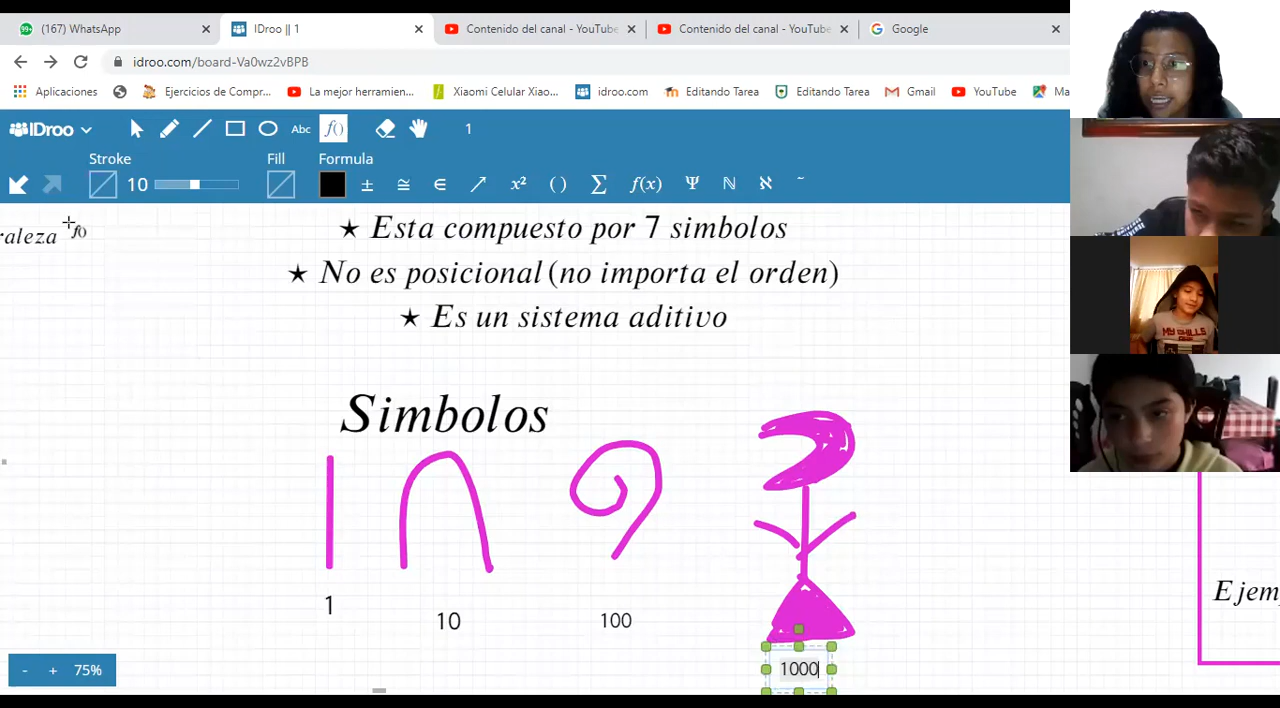 (167) WhatsApp
IDroo || 1
Contenido del canal - YouTube
Contenido del canal - YouTube
Google
idroo.com/board-Va0wz2vBPB
Aplicaciones
Ejercicios de Compr...
La mejor herramien...
Xiaomi Celular Xiao...
idroo.com
Editando Tarea
Editando Tarea
Gmail
YouTube
Ma
IDroo
Abc
f()
1
Stroke
Fill
Formula
10
± ≅ ∈ x² ( ) ∑ f(x) Ψ ℕ ℵ ~
raleza
f()
★ Esta compuesto por 7 simbolos
★ No es posicional (no importa el orden)
★ Es un sistema aditivo
Simbolos
1
10
100
1000
Ejem
- + 75%
MY CHILLS